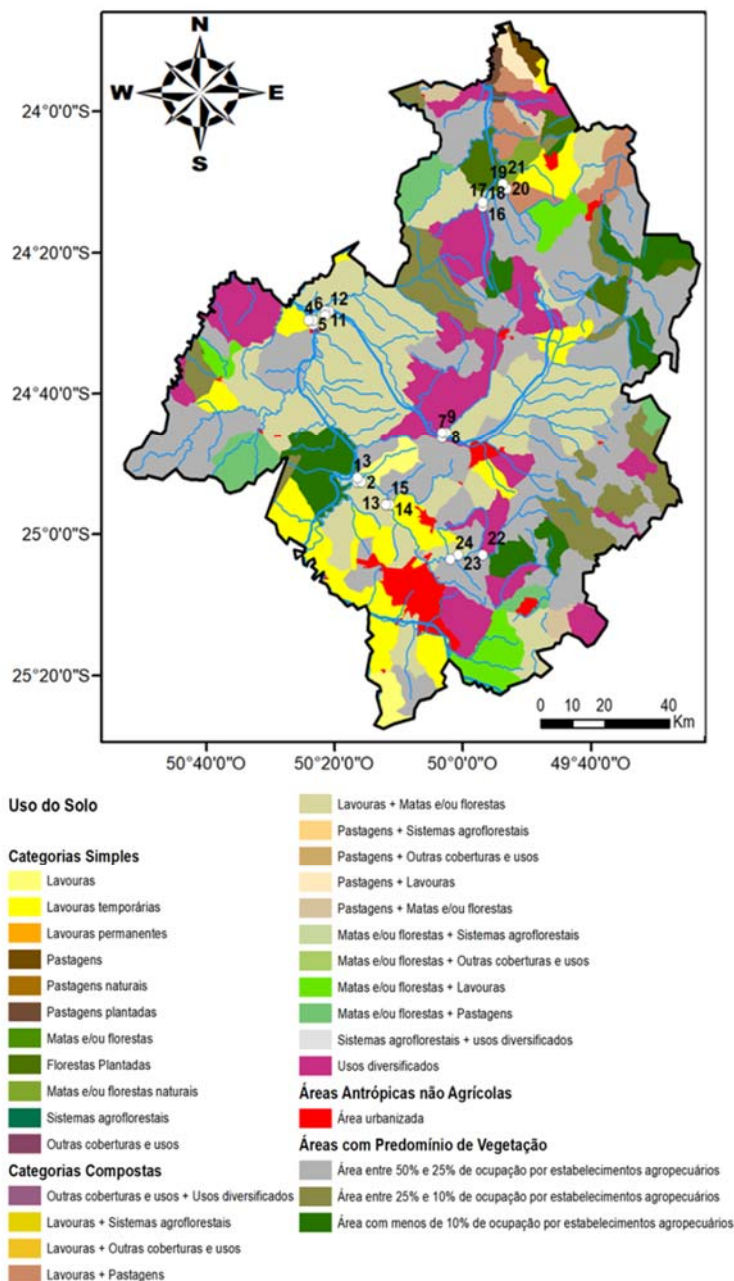 N
W E
S
24°0'0"S
24°20'0"S
24°40'0"S
25°0'0"S
25°20'0"S
19 21
17 18 20
16
6 12
4
5 11
7 9
8
1 3
2 15
13 14
24 22
23
0 10 20 40
Km
50°40'0"O 50°20'0"O 50°0'0"O 49°40'0"O
Uso do Solo
Categorias Simples
Lavouras
Lavouras temporárias
Lavouras permanentes
Pastagens
Pastagens naturais
Pastagens plantadas
Matas e/ou florestas
Florestas Plantadas
Matas e/ou florestas naturais
Sistemas agroflorestais
Outras coberturas e usos
Categorias Compostas
Outras coberturas e usos + Usos diversificados
Lavouras + Sistemas agroflorestais
Lavouras + Outras coberturas e usos
Lavouras + Pastagens
Lavouras + Matas e/ou florestas
Pastagens + Sistemas agroflorestais
Pastagens + Outras coberturas e usos
Pastagens + Lavouras
Pastagens + Matas e/ou florestas
Matas e/ou florestas + Sistemas agroflorestais
Matas e/ou florestas + Outras coberturas e usos
Matas e/ou florestas + Lavouras
Matas e/ou florestas + Pastagens
Sistemas agroflorestais + usos diversificados
Usos diversificados
Áreas Antrópicas não Agrícolas
Área urbanizada
Áreas com Predomínio de Vegetação
Área entre 50% e 25% de ocupação por estabelecimentos agropecuários
Área entre 25% e 10% de ocupação por estabelecimentos agropecuários
Área com menos de 10% de ocupação por estabelecimentos agropecuários